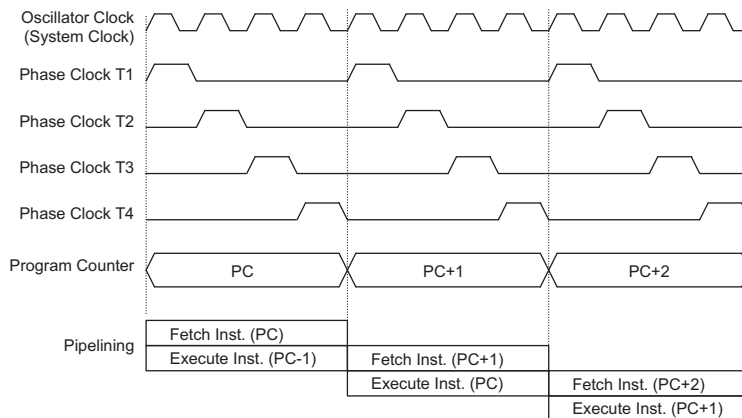 Oscillator Clock
(System Clock)
Phase Clock T1
Phase Clock T2
Phase Clock T3
Phase Clock T4
Program Counter
PC
PC+1
PC+2
Pipelining
Fetch Inst. (PC)
Execute Inst. (PC-1)
Fetch Inst. (PC+1)
Execute Inst. (PC)
Fetch Inst. (PC+2)
Execute Inst. (PC+1)